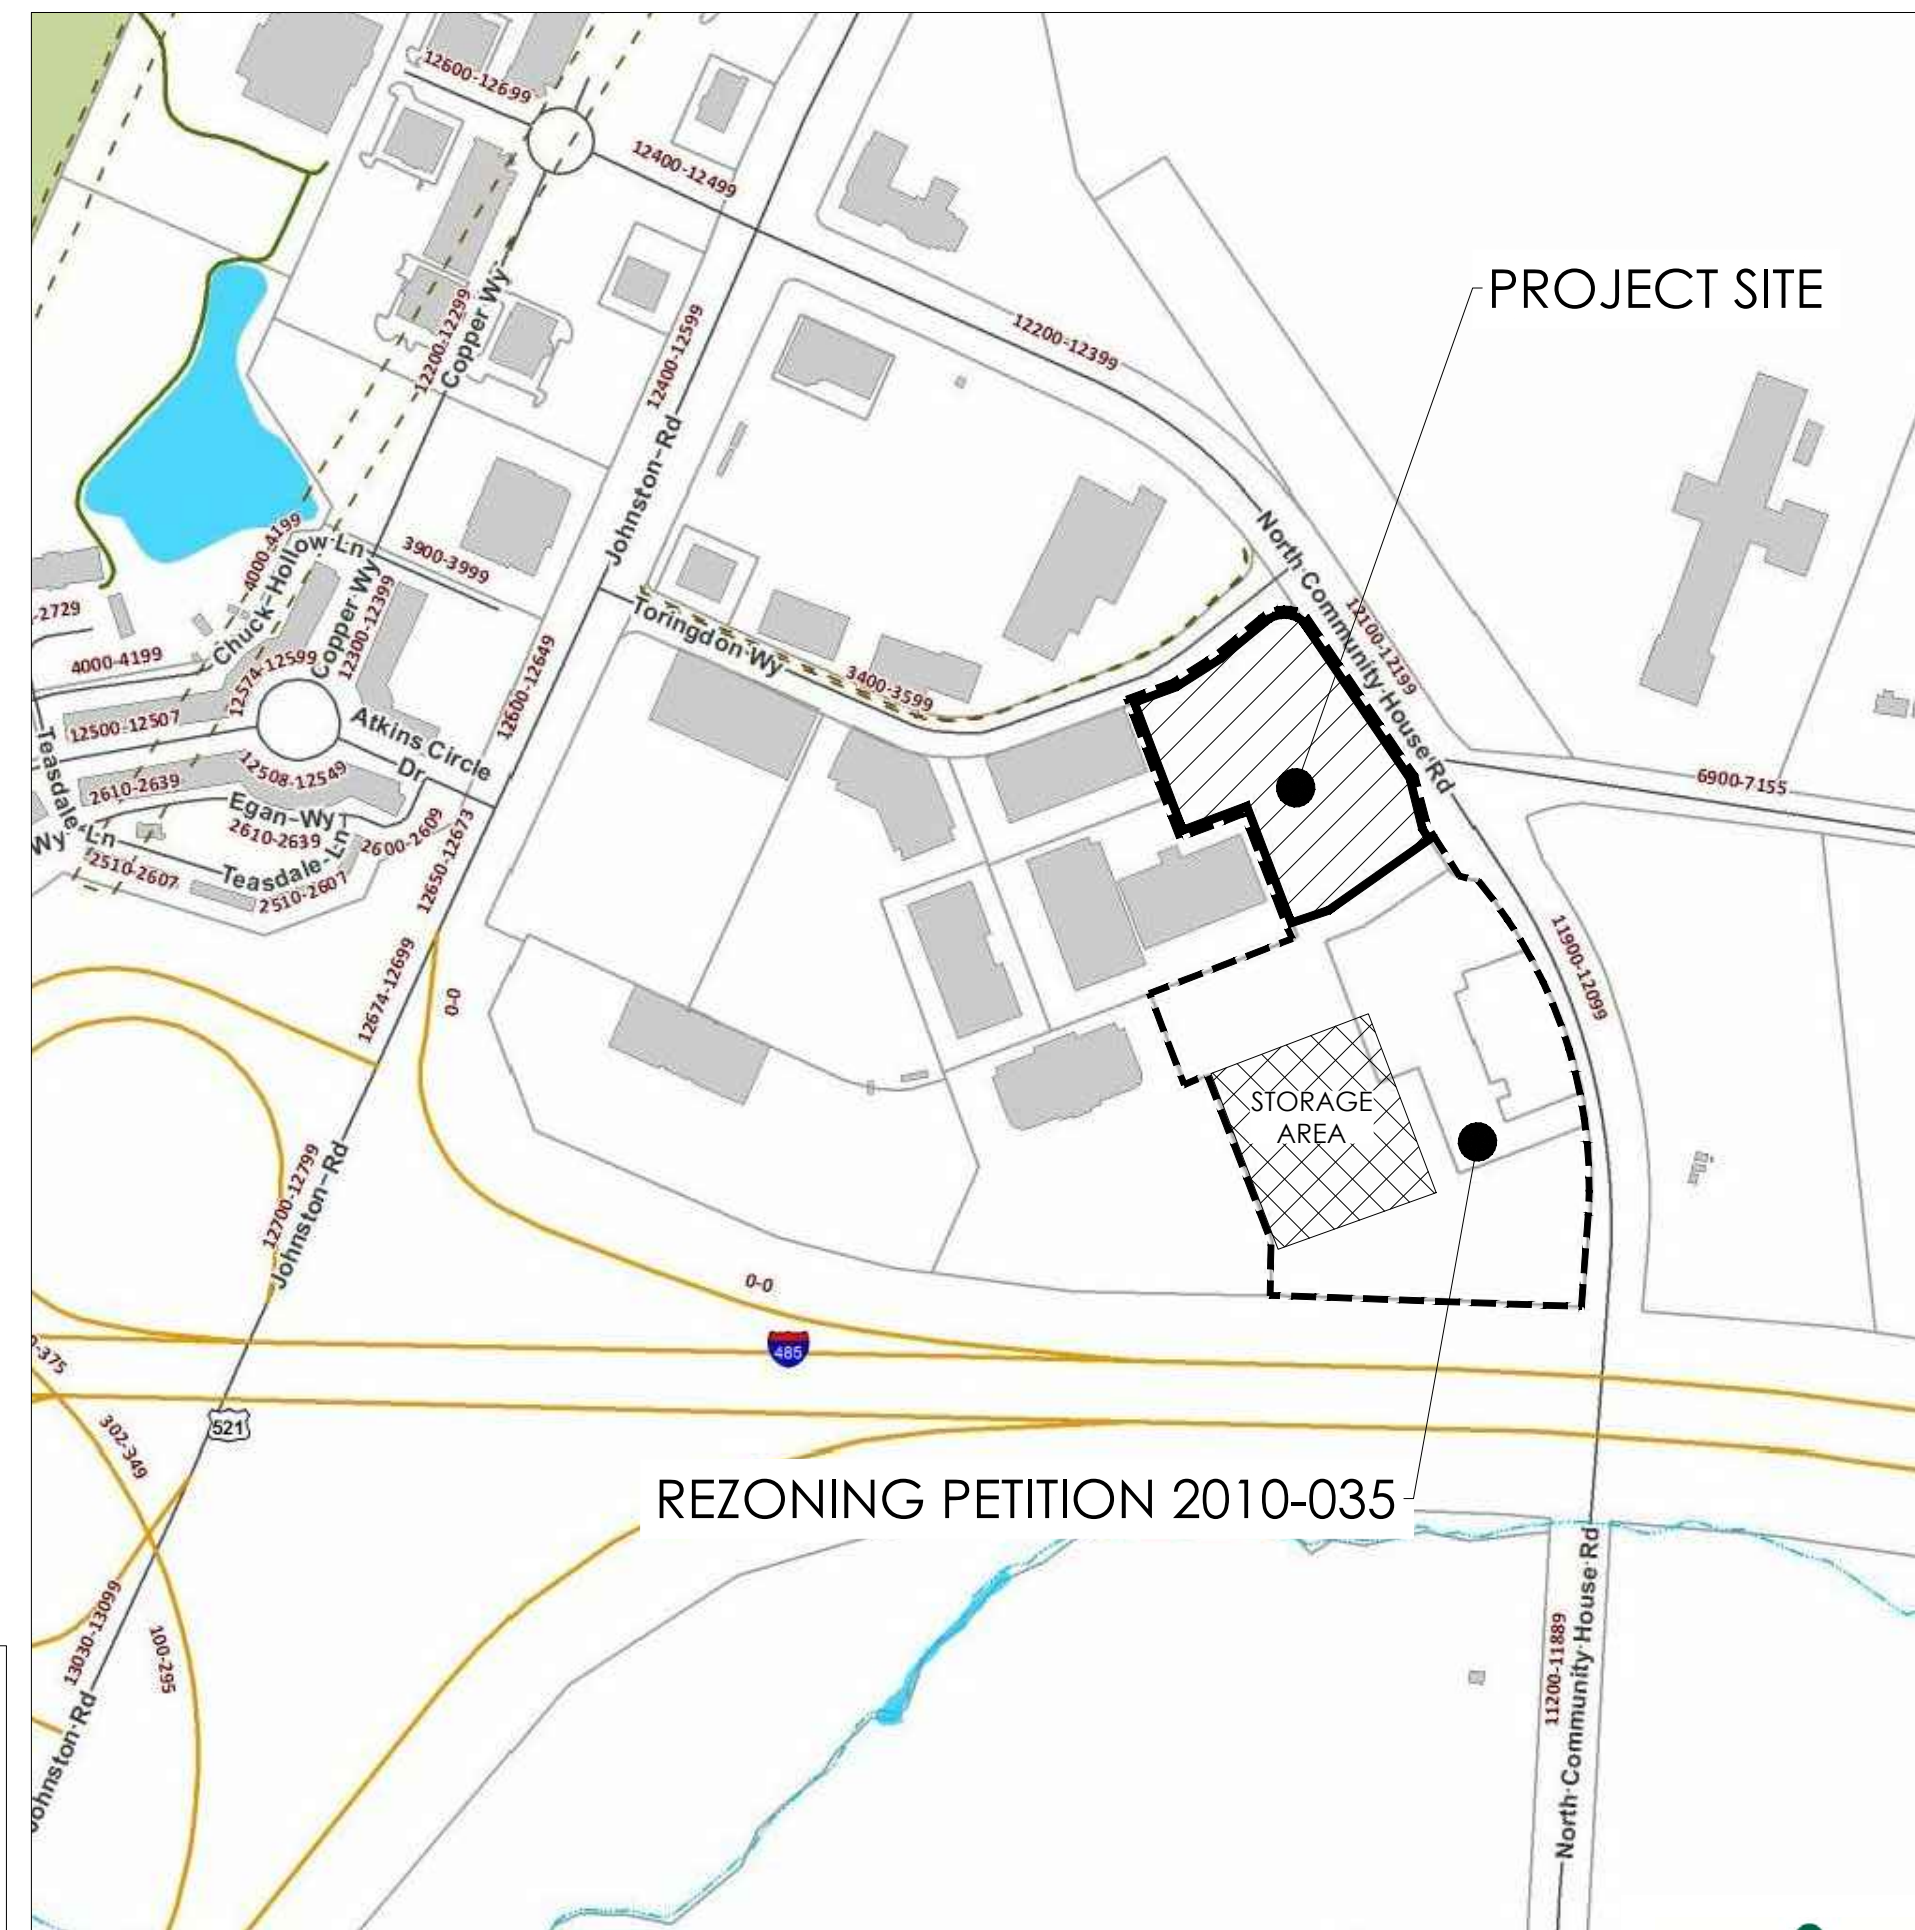 12600-12699
12400-12499
PROJECT SITE
12200-12299
Copper Wy
12400-12599
Johnston Rd
12200-12399
North Community House Rd
12100-12199
4000-4199
Chuck Hollow Ln
3900-3999
Copper Wy
12300-12399
-2729
4000-4199
12574-12599
12500-12507
Toringdon Wy
3400-3599
12600-12649
Atkins Circle
Dr
12508-12549
2610-2639
Teasdale Ln
Egan Wy
2610-2639
2600-2609
Wy
2510-2607
Teasdale Ln
2510-2607
12650-12673
6900-7155
11900-12099
12674-12699
0-0
STORAGE
AREA
12700-12799
Johnston Rd
0-0
485
-375
521
302-349
REZONING PETITION 2010-035
13030-13099
100-295
Johnston Rd
11200-11889
North Community House Rd